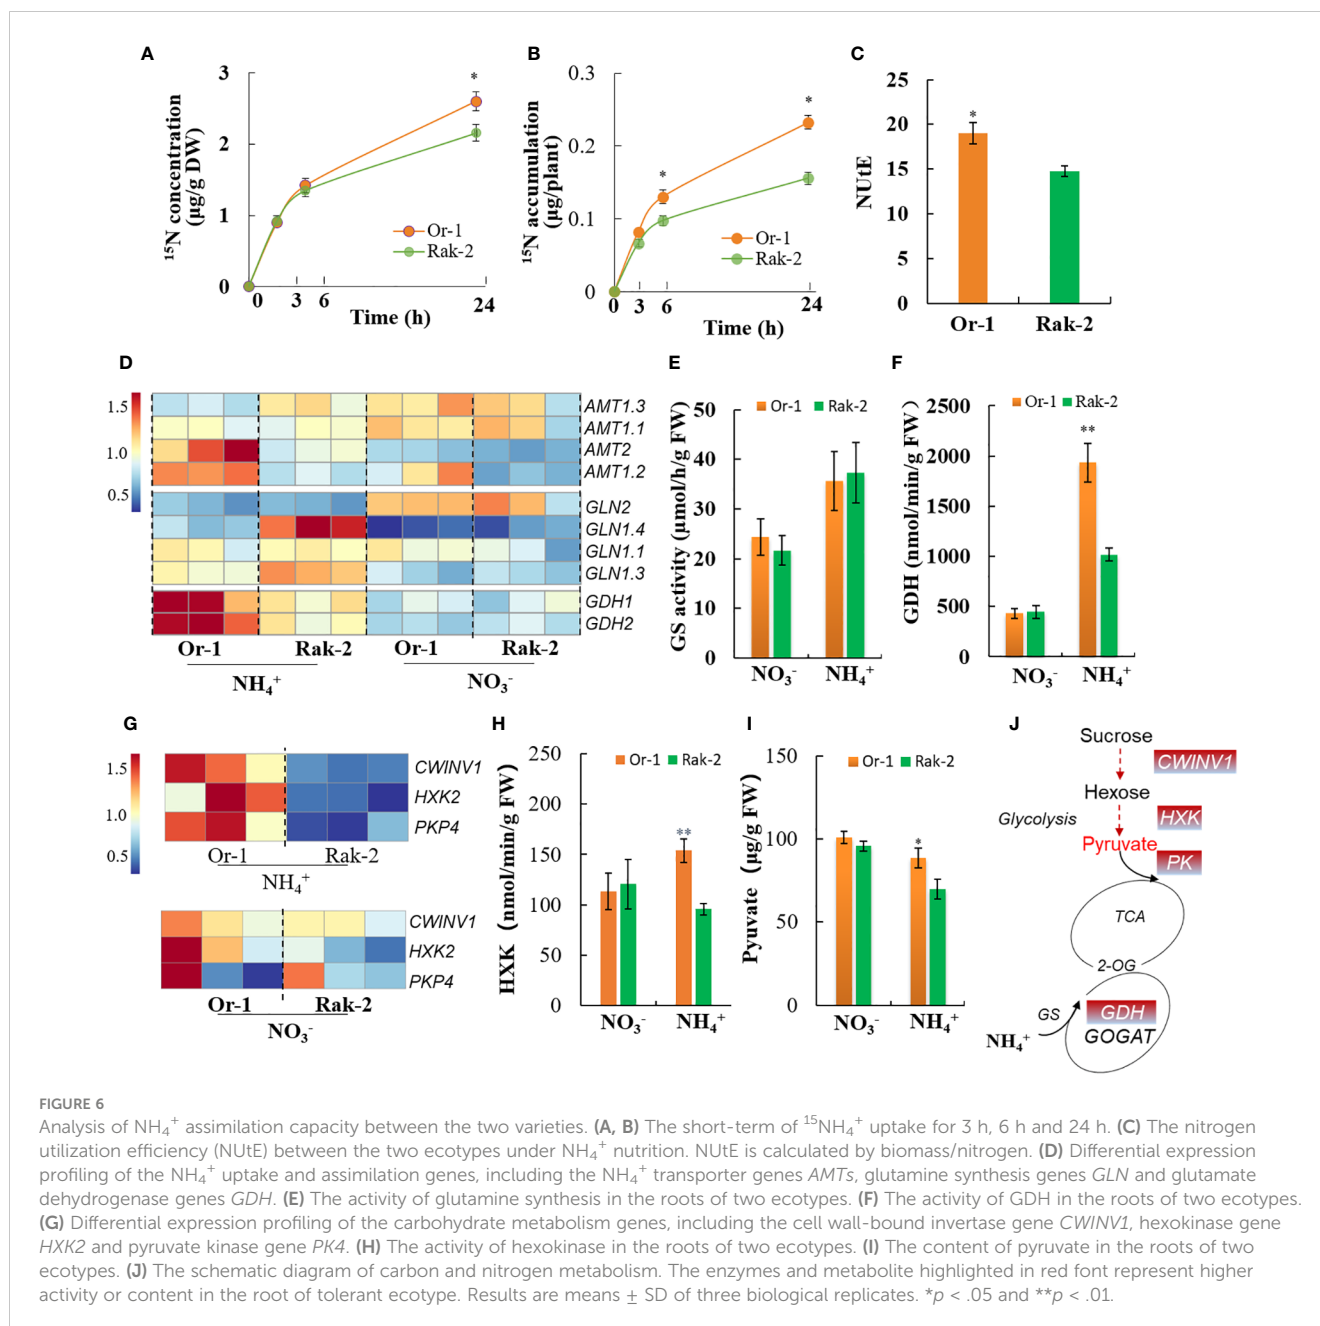 A
B
C
¹⁵N concentration
(µg/g DW)
3
2
1
0
*
Or-1
Rak-2
0 3 6 24
Time (h)
¹⁵N accumulation
(µg/plant)
0.3
0.2
0.1
0
*
*
Or-1
Rak-2
0 3 6 24
Time (h)
NUtE
25
20
15
10
5
0
*
Or-1 Rak-2
D
1.5
1.0
0.5
AMT1.3
AMT1.1
AMT2
AMT1.2
GLN2
GLN1.4
GLN1.1
GLN1.3
GDH1
GDH2
Or-1 Rak-2 Or-1 Rak-2
NH₄⁺ NO₃⁻
E
GS activity (µmol/h/g FW)
Or-1 Rak-2
50
40
30
20
10
0
NO₃⁻ NH₄⁺
F
GDH (nmol/min/g FW)
Or-1 Rak-2
2500
2000
1500
1000
500
0
**
NO₃⁻ NH₄⁺
G
1.5
1.0
0.5
CWINV1
HXK2
PKP4
Or-1 Rak-2
NH₄⁺
CWINV1
HXK2
PKP4
Or-1 Rak-2
NO₃⁻
H
HXK (nmol/min/g FW)
Or-1 Rak-2
250
200
150
100
50
0
**
NO₃⁻ NH₄⁺
I
Pyuvate (µg/g FW)
Or-1 Rak-2
150
100
50
0
*
NO₃⁻ NH₄⁺
J
Sucrose
CWINV1
Hexose
Glycolysis
HXK
Pyruvate
PK
TCA
2-OG
GS
GDH
GOGAT
NH₄⁺
FIGURE 6
Analysis of NH₄⁺ assimilation capacity between the two varieties. (A, B) The short-term of ¹⁵NH₄⁺ uptake for 3 h, 6 h and 24 h. (C) The nitrogen
utilization efficiency (NUtE) between the two ecotypes under NH₄⁺ nutrition. NUtE is calculated by biomass/nitrogen. (D) Differential expression
profiling of the NH₄⁺ uptake and assimilation genes, including the NH₄⁺ transporter genes AMTs, glutamine synthesis genes GLN and glutamate
dehydrogenase genes GDH. (E) The activity of glutamine synthesis in the roots of two ecotypes. (F) The activity of GDH in the roots of two ecotypes.
(G) Differential expression profiling of the carbohydrate metabolism genes, including the cell wall-bound invertase gene CWINV1, hexokinase gene
HXK2 and pyruvate kinase gene PK4. (H) The activity of hexokinase in the roots of two ecotypes. (I) The content of pyruvate in the roots of two
ecotypes. (J) The schematic diagram of carbon and nitrogen metabolism. The enzymes and metabolite highlighted in red font represent higher
activity or content in the root of tolerant ecotype. Results are means ± SD of three biological replicates. *p < .05 and **p < .01.